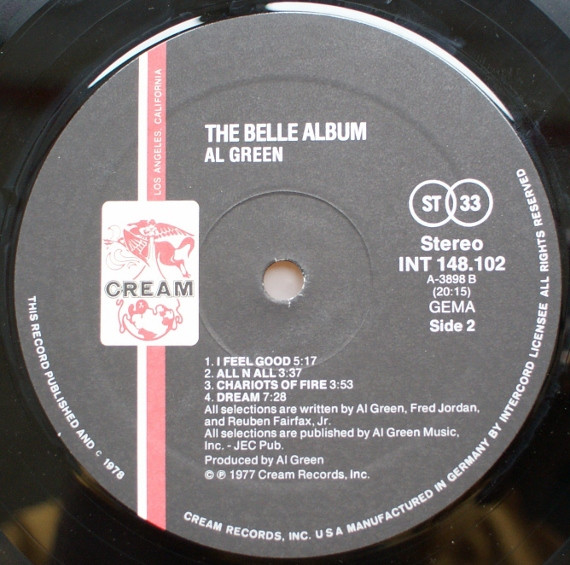 LOS ANGELES, CALIFORNIA
THE BELLE ALBUM
AL GREEN
ST 33
Stereo
INT 148.102
A-3898 B
(20:15)
GEMA
Side 2
CREAM
1. I FEEL GOOD 5:17
2. ALL N ALL 3:37
3. CHARIOTS OF FIRE 3:53
4. DREAM 7:28
All selections are written by Al Green, Fred Jordan,
and Reuben Fairfax, Jr.
All selections are published by Al Green Music,
Inc. - JEC Pub.
Produced by Al Green
© ℗ 1977 Cream Records, Inc.
THIS RECORD PUBLISHED AND c 1978
CREAM RECORDS, INC. USA MANUFACTURED IN GERMANY BY INTERCORD LICENSEE ALL RIGHTS RESERVED